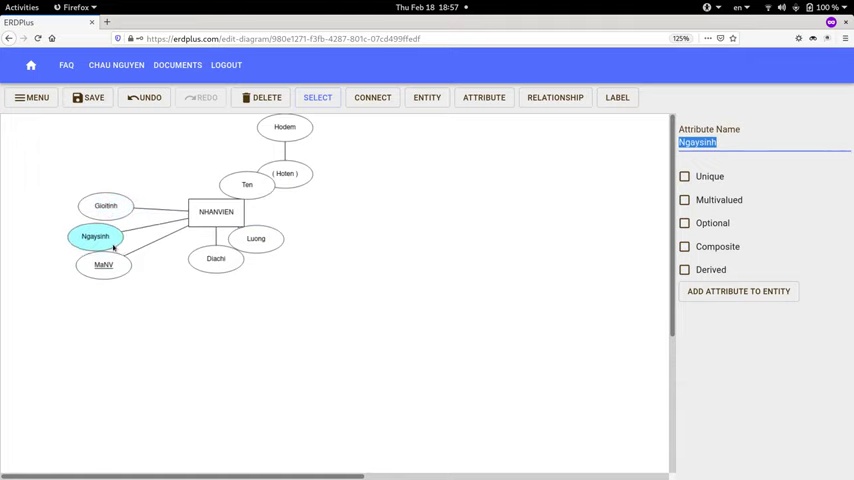 Activities Firefox Thu Feb 18 18:57 en 100 %
ERDPlus
https://erdplus.com/edit-diagram/980e1271-f3fb-4287-801c-07cd499ffedf 125%
FAQ CHAU NGUYEN DOCUMENTS LOGOUT
MENU SAVE UNDO REDO DELETE SELECT CONNECT ENTITY ATTRIBUTE RELATIONSHIP LABEL
Hodem
( Hoten )
Ten
Gioitinh
NHANVIEN
Ngaysinh
Luong
MaNV
Diachi
Attribute Name
Ngaysinh
Unique
Multivalued
Optional
Composite
Derived
ADD ATTRIBUTE TO ENTITY